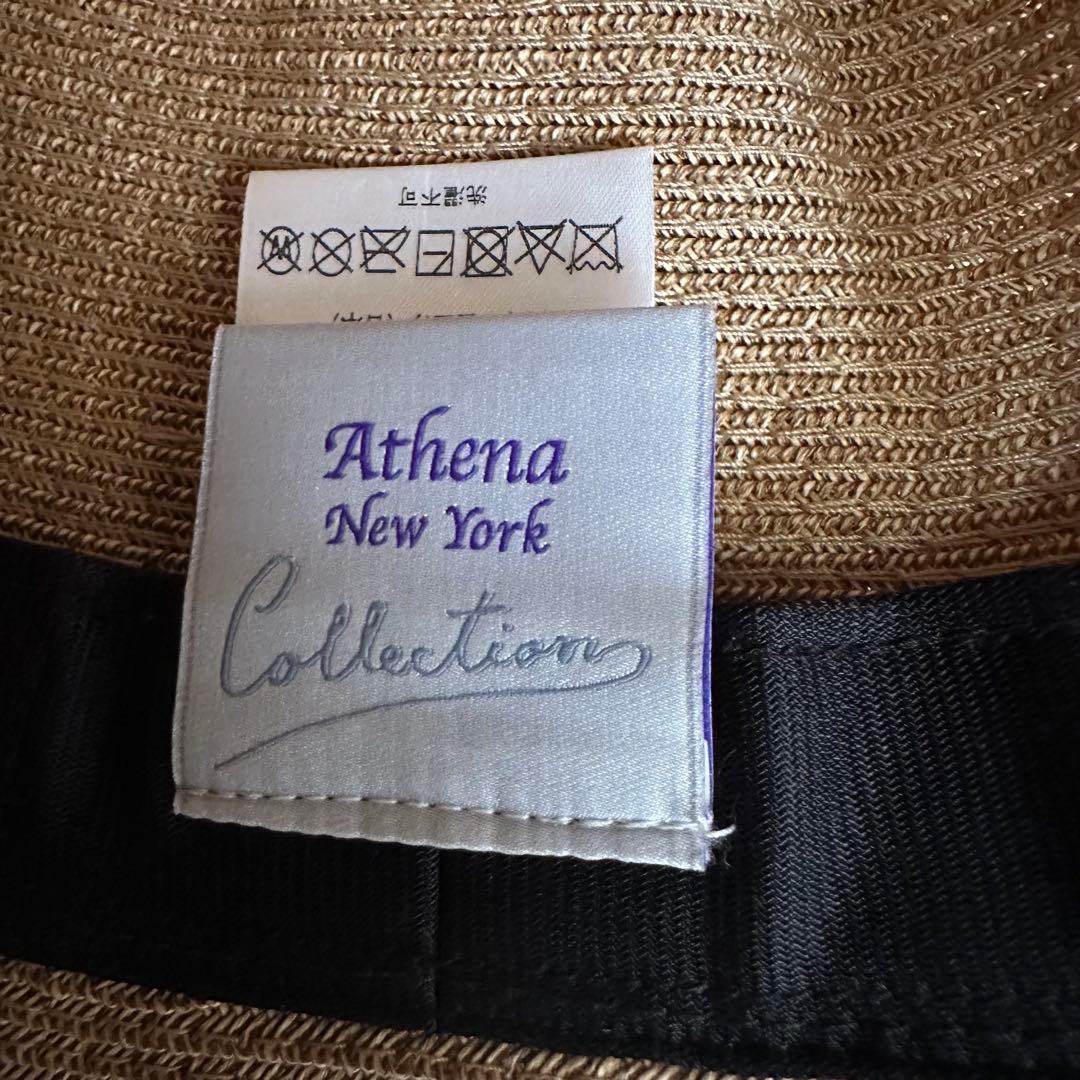 洗濯不可
Athena
New York
Collection